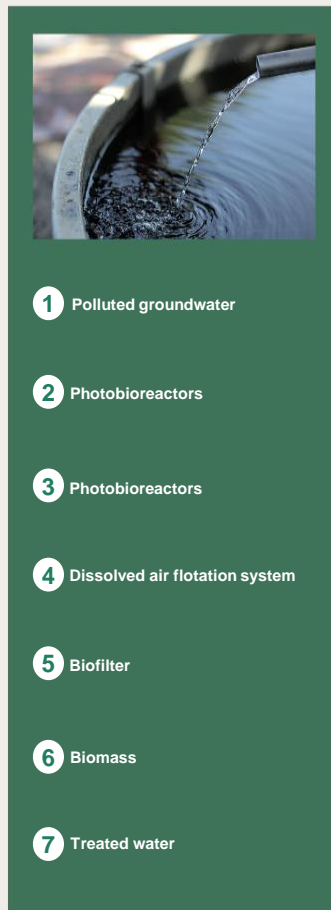 1 Polluted groundwater
2 Photobioreactors
3 Photobioreactors
4 Dissolved air flotation system
5 Biofilter
6 Biomass
7 Treated water